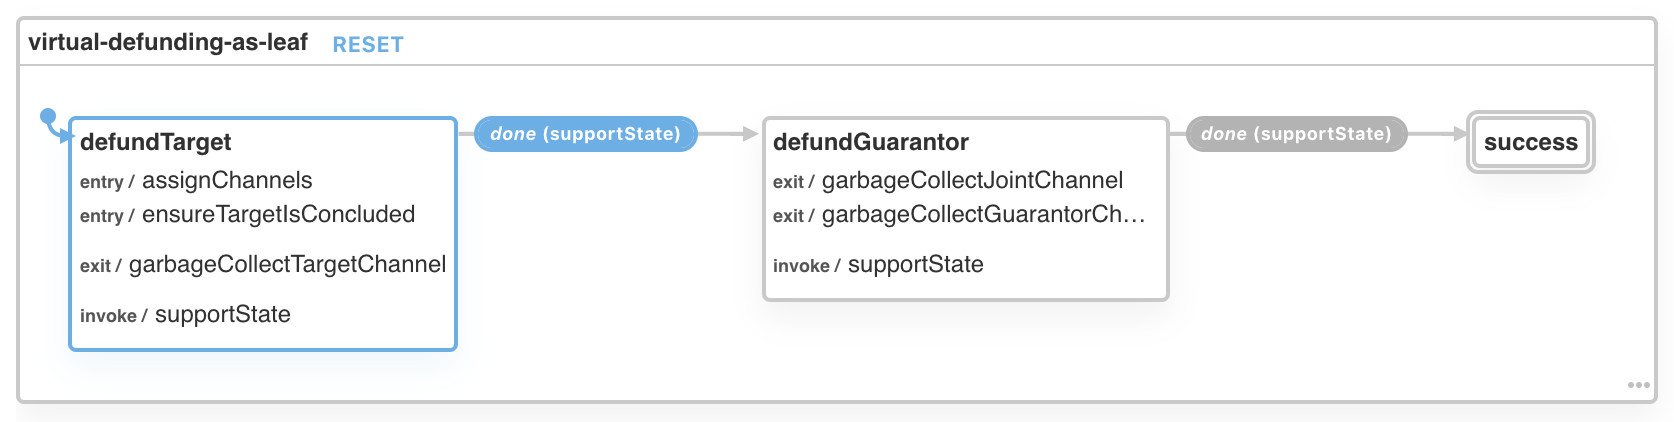 virtual-defunding-as-leaf RESET
defundTarget
entry / assignChannels
entry / ensureTargetIsConcluded
exit / garbageCollectTargetChannel
invoke / supportState
done (supportState)
defundGuarantor
exit / garbageCollectJointChannel
exit / garbageCollectGuarantorCh...
invoke / supportState
done (supportState)
success